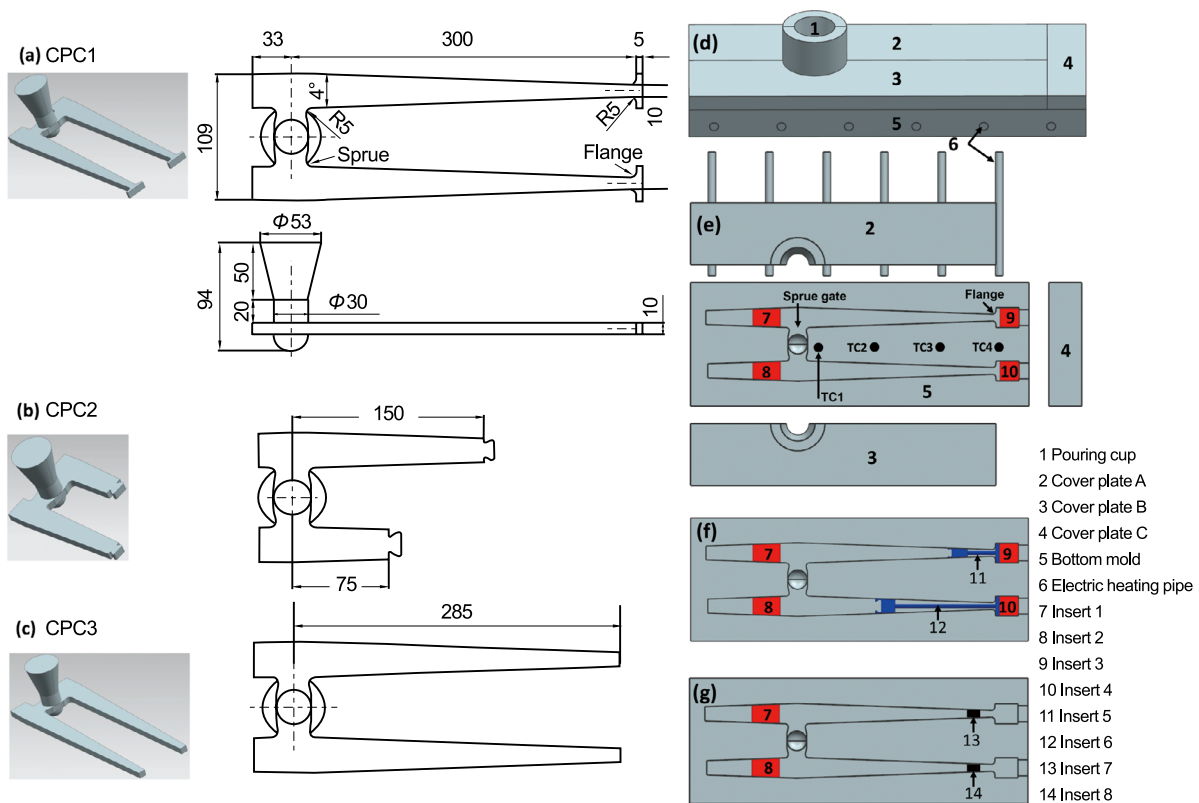 (a) CPC1
33
300
5
109
4°
R5
R5
10
Sprue
Flange
Φ53
94
50
20
Φ30
10
(b) CPC2
150
75
(c) CPC3
285
(d)
1
2
3
4
5
6
(e)
2
Sprue gate
Flange
7
9
TC1
TC2
TC3
TC4
8
10
5
4
3
(f)
7
9
11
8
10
12
(g)
7
13
8
14
1 Pouring cup
2 Cover plate A
3 Cover plate B
4 Cover plate C
5 Bottom mold
6 Electric heating pipe
7 Insert 1
8 Insert 2
9 Insert 3
10 Insert 4
11 Insert 5
12 Insert 6
13 Insert 7
14 Insert 8